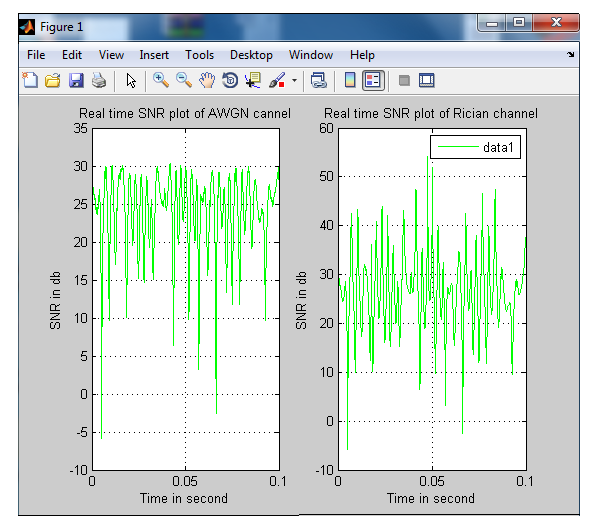 Figure 1
File Edit View Insert Tools Desktop Window Help
Real time SNR plot of AWGN cannel
35
30
25
20
15
10
5
0
-5
-10
SNR in db
0 0.05 0.1
Time in second
Real time SNR plot of Rician channel
data1
60
50
40
30
20
10
0
-10
SNR in db
0 0.05 0.1
Time in second